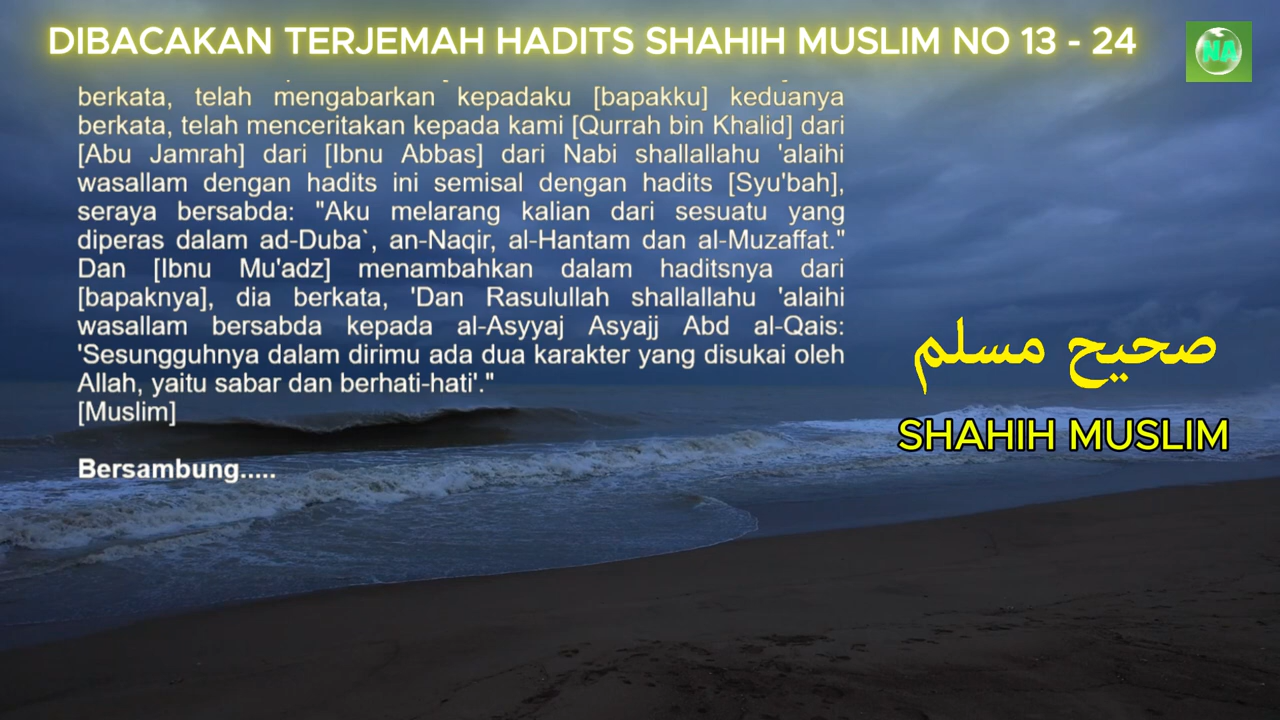 DIBACAKAN TERJEMAH HADITS SHAHIH MUSLIM NO 13 - 24
NA
berkata, telah mengabarkan kepadaku [bapakku] keduanya
berkata, telah menceritakan kepada kami [Qurrah bin Khalid] dari
[Abu Jamrah] dari [Ibnu Abbas] dari Nabi shallallahu 'alaihi
wasallam dengan hadits ini semisal dengan hadits [Syu'bah],
seraya bersabda: "Aku melarang kalian dari sesuatu yang
diperas dalam ad-Duba`, an-Naqir, al-Hantam dan al-Muzaffat."
Dan [Ibnu Mu'adz] menambahkan dalam haditsnya dari
[bapaknya], dia berkata, 'Dan Rasulullah shallallahu 'alaihi
wasallam bersabda kepada al-Asyyaj Asyajj Abd al-Qais:
'Sesungguhnya dalam dirimu ada dua karakter yang disukai oleh
Allah, yaitu sabar dan berhati-hati'."
[Muslim]
Bersambung.....
صحيح مسلم
SHAHIH MUSLIM